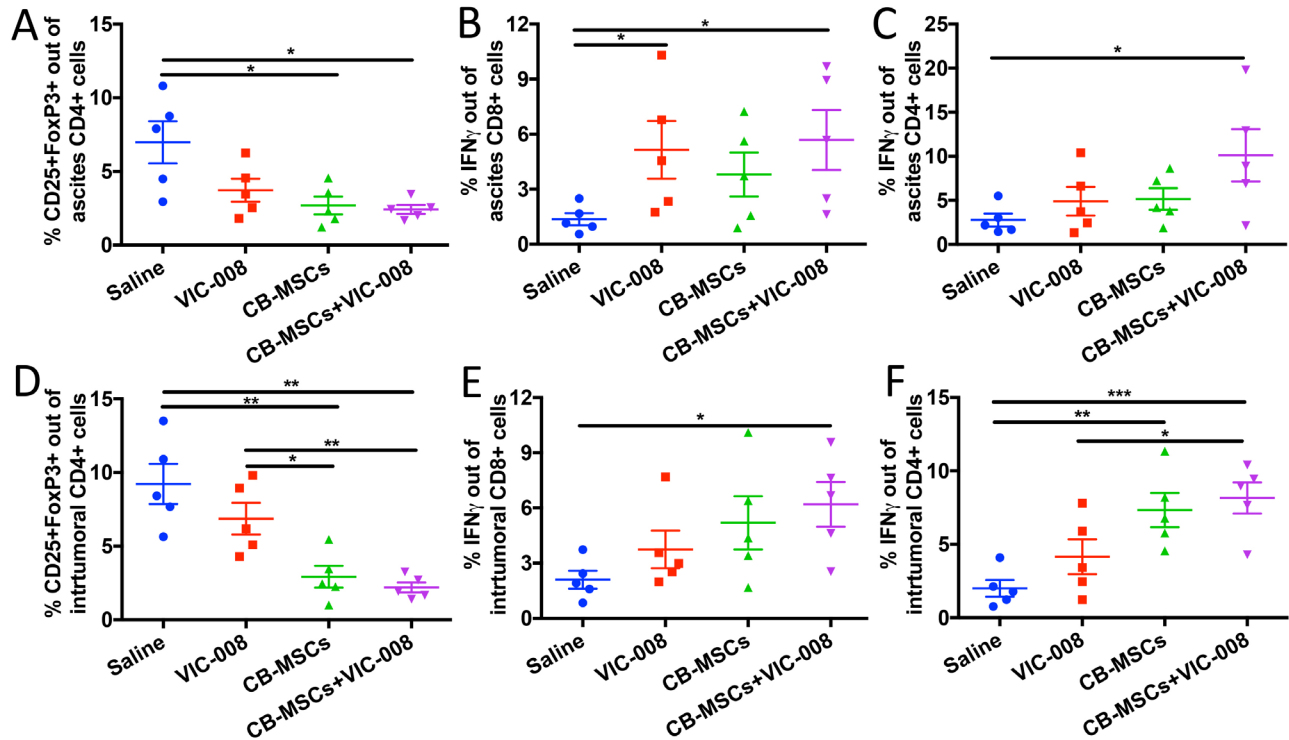 A
% CD25+FoxP3+ out of
ascites CD4+ cells
15
10
5
0
*
*
Saline
VIC-008
CB-MSCs
CB-MSCs+VIC-008
B
% IFNγ out of
ascites CD8+ cells
12
9
6
3
0
*
*
Saline
VIC-008
CB-MSCs
CB-MSCs+VIC-008
C
% IFNγ out of
ascites CD4+ cells
25
20
15
10
5
0
*
Saline
VIC-008
CB-MSCs
CB-MSCs+VIC-008
D
% CD25+FoxP3+ out of
intrtumoral CD4+ cells
15
10
5
0
**
**
**
*
Saline
VIC-008
CB-MSCs
CB-MSCs+VIC-008
E
% IFNγ out of
intrtumoral CD8+ cells
12
9
6
3
0
*
Saline
VIC-008
CB-MSCs
CB-MSCs+VIC-008
F
% IFNγ out of
intrtumoral CD4+ cells
15
10
5
0
***
**
*
Saline
VIC-008
CB-MSCs
CB-MSCs+VIC-008